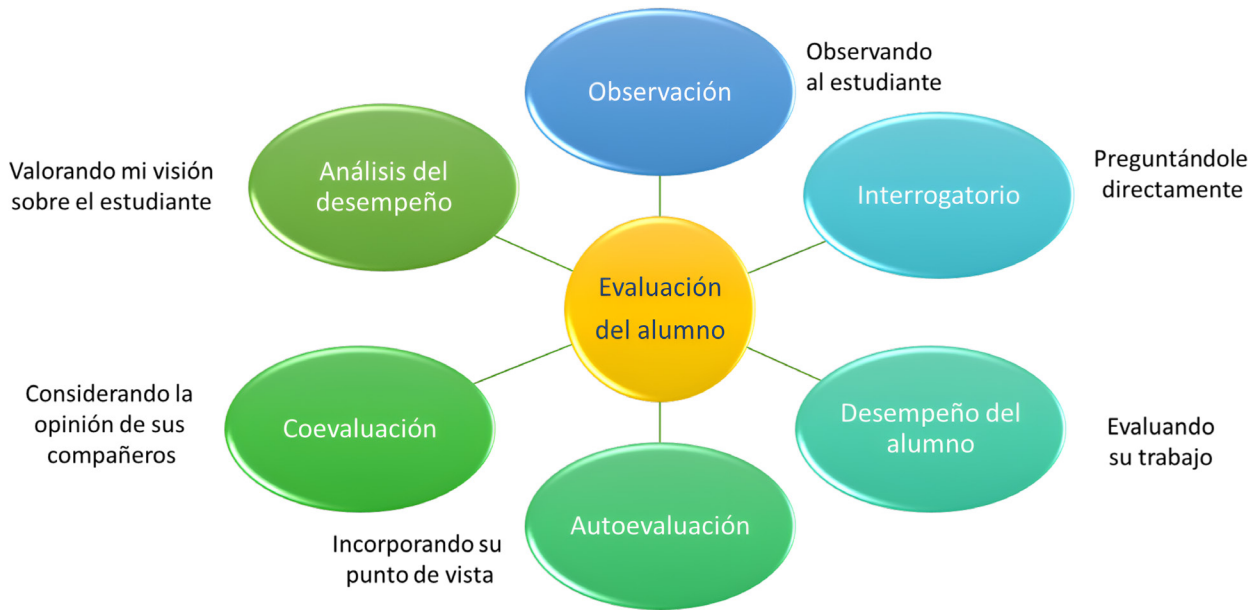 Observación
Observando
al estudiante
Interrogatorio
Preguntándole
directamente
Desempeño del
alumno
Evaluando
su trabajo
Autoevaluación
Incorporando su
punto de vista
Coevaluación
Considerando la
opinión de sus
compañeros
Análisis del
desempeño
Valorando mi visión
sobre el estudiante
Evaluación
del alumno